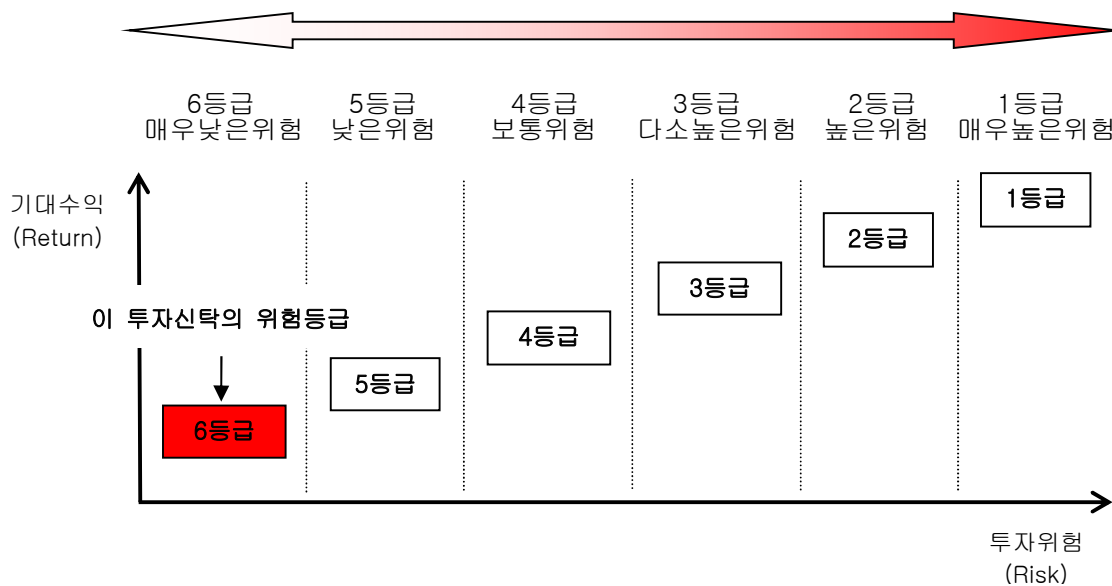 6등급 5등급 4등급 3등급 2등급 1등급
매우낮은위험 낮은위험 보통위험 다소높은위험 높은위험 매우높은위험
기대수익
(Return)
1등급
2등급
3등급
이 투자신탁의 위험등급
4등급
5등급
6등급
투자위험
(Risk)